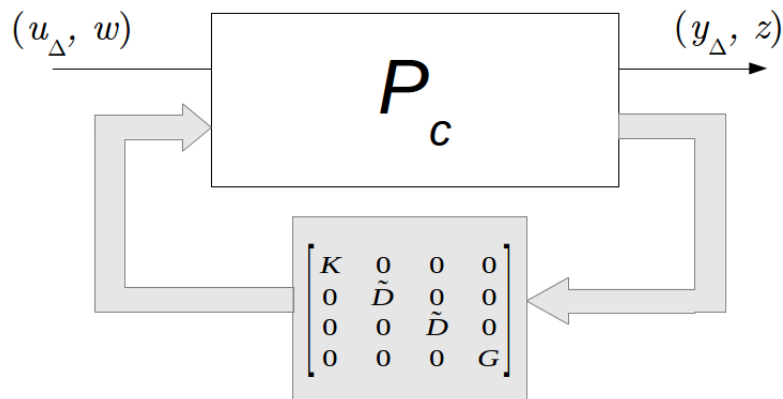 (u_Δ, w) (y_Δ, z)
P_c
K 0 0 0
0 D̃ 0 0
0 0 D̃ 0
0 0 0 G